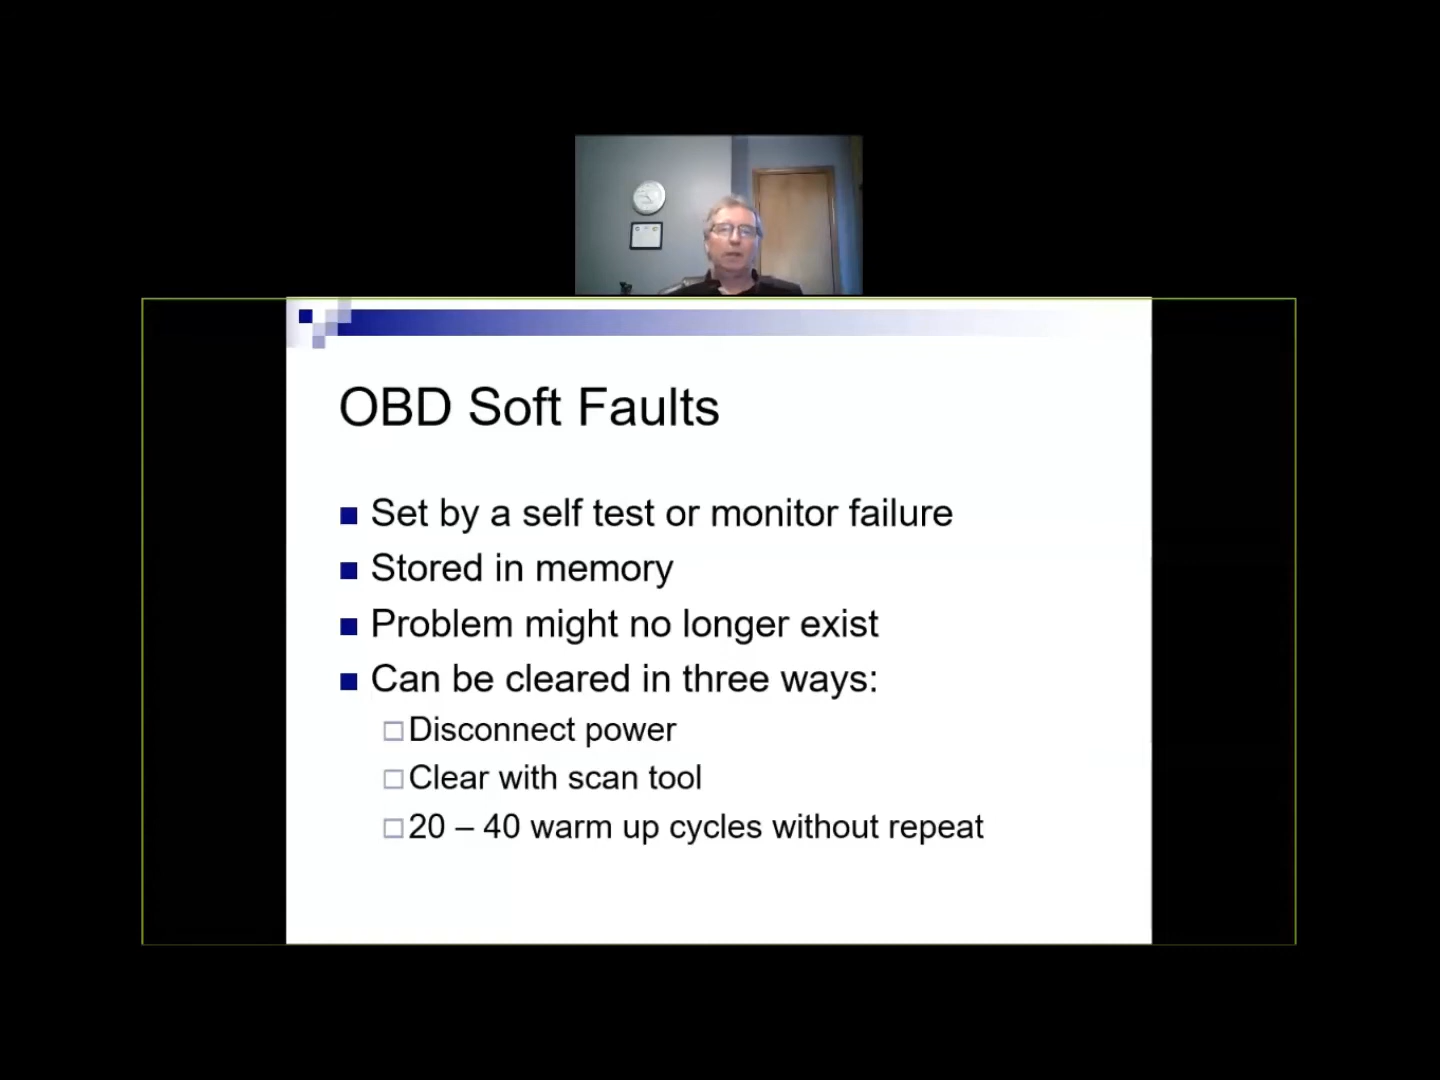 OBD Soft Faults
Set by a self test or monitor failure
Stored in memory
Problem might no longer exist
Can be cleared in three ways:
Disconnect power
Clear with scan tool
20 – 40 warm up cycles without repeat